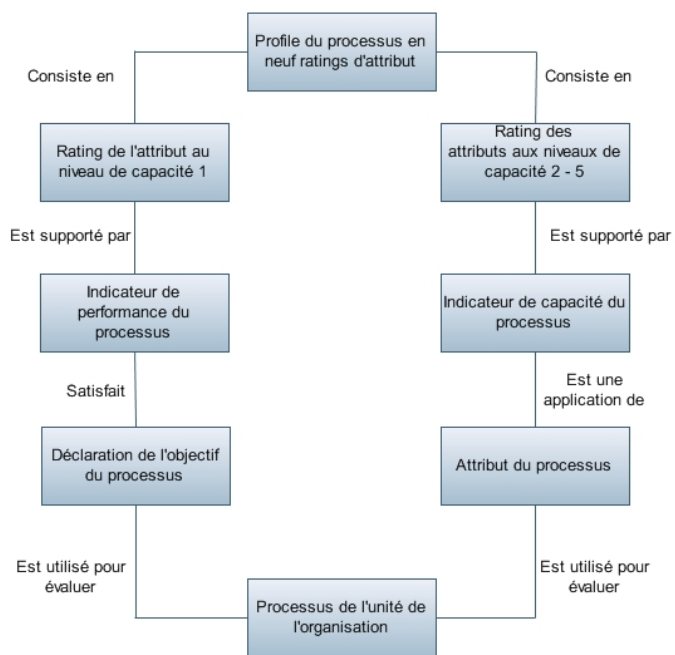 Profile du processus en
neuf ratings d'attribut
Consiste en
Consiste en
Rating de l'attribut au
niveau de capacité 1
Rating des
attributs aux niveaux de
capacité 2 - 5
Est supporté par
Est supporté par
Indicateur de
performance du
processus
Indicateur de capacité du
processus
Satisfait
Est une
application de
Déclaration de l'objectif
du processus
Attribut du processus
Est utilisé pour
évaluer
Est utilisé pour
évaluer
Processus de l'unité de
l'organisation